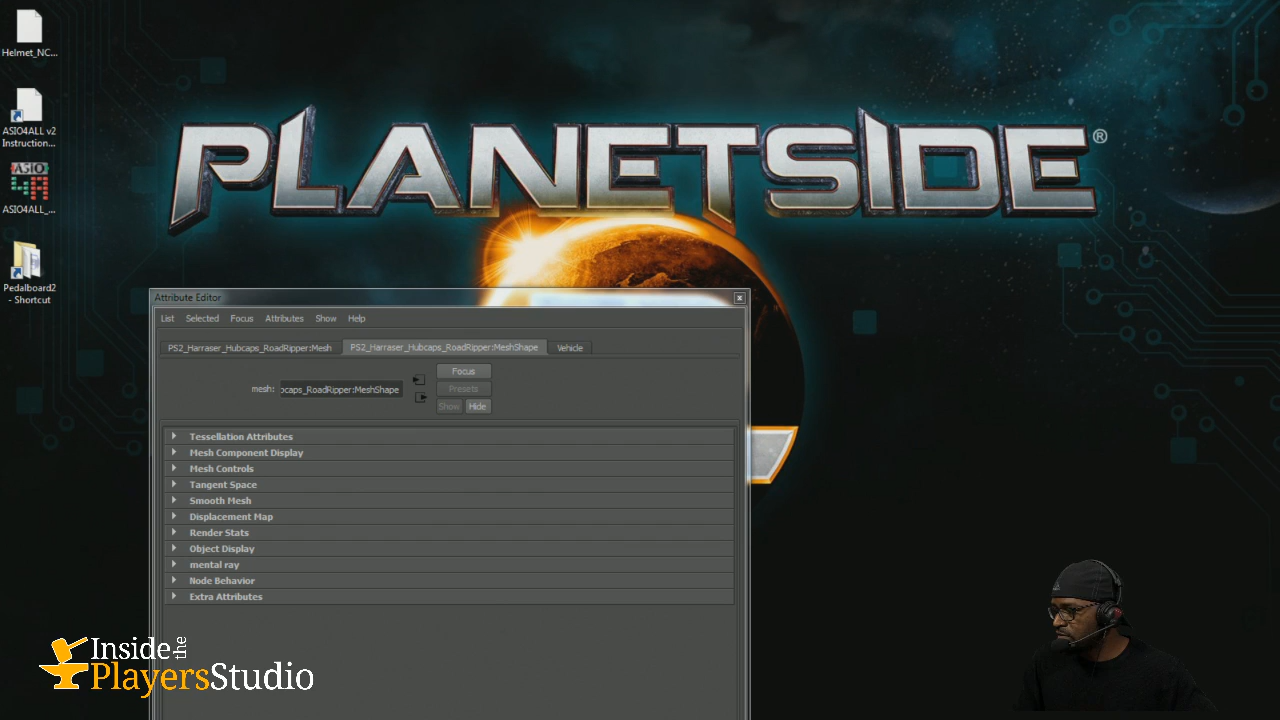 Helmet_NC...
ASIO4ALL v2
Instruction...
ASIO
ASIO4ALL_...
Pedalboard2
- Shortcut
PLANETSIDE®
Attribute Editor
List Selected Focus Attributes Show Help
PS2_Harraser_Hubcaps_RoadRipper:Mesh PS2_Harraser_Hubcaps_RoadRipper:MeshShape Vehicle
Focus
mesh: ocaps_RoadRipper:MeshShape Presets
Show Hide
Tessellation Attributes
Mesh Component Display
Mesh Controls
Tangent Space
Smooth Mesh
Displacement Map
Render Stats
Object Display
mental ray
Node Behavior
Extra Attributes
Inside the
PlayersStudio